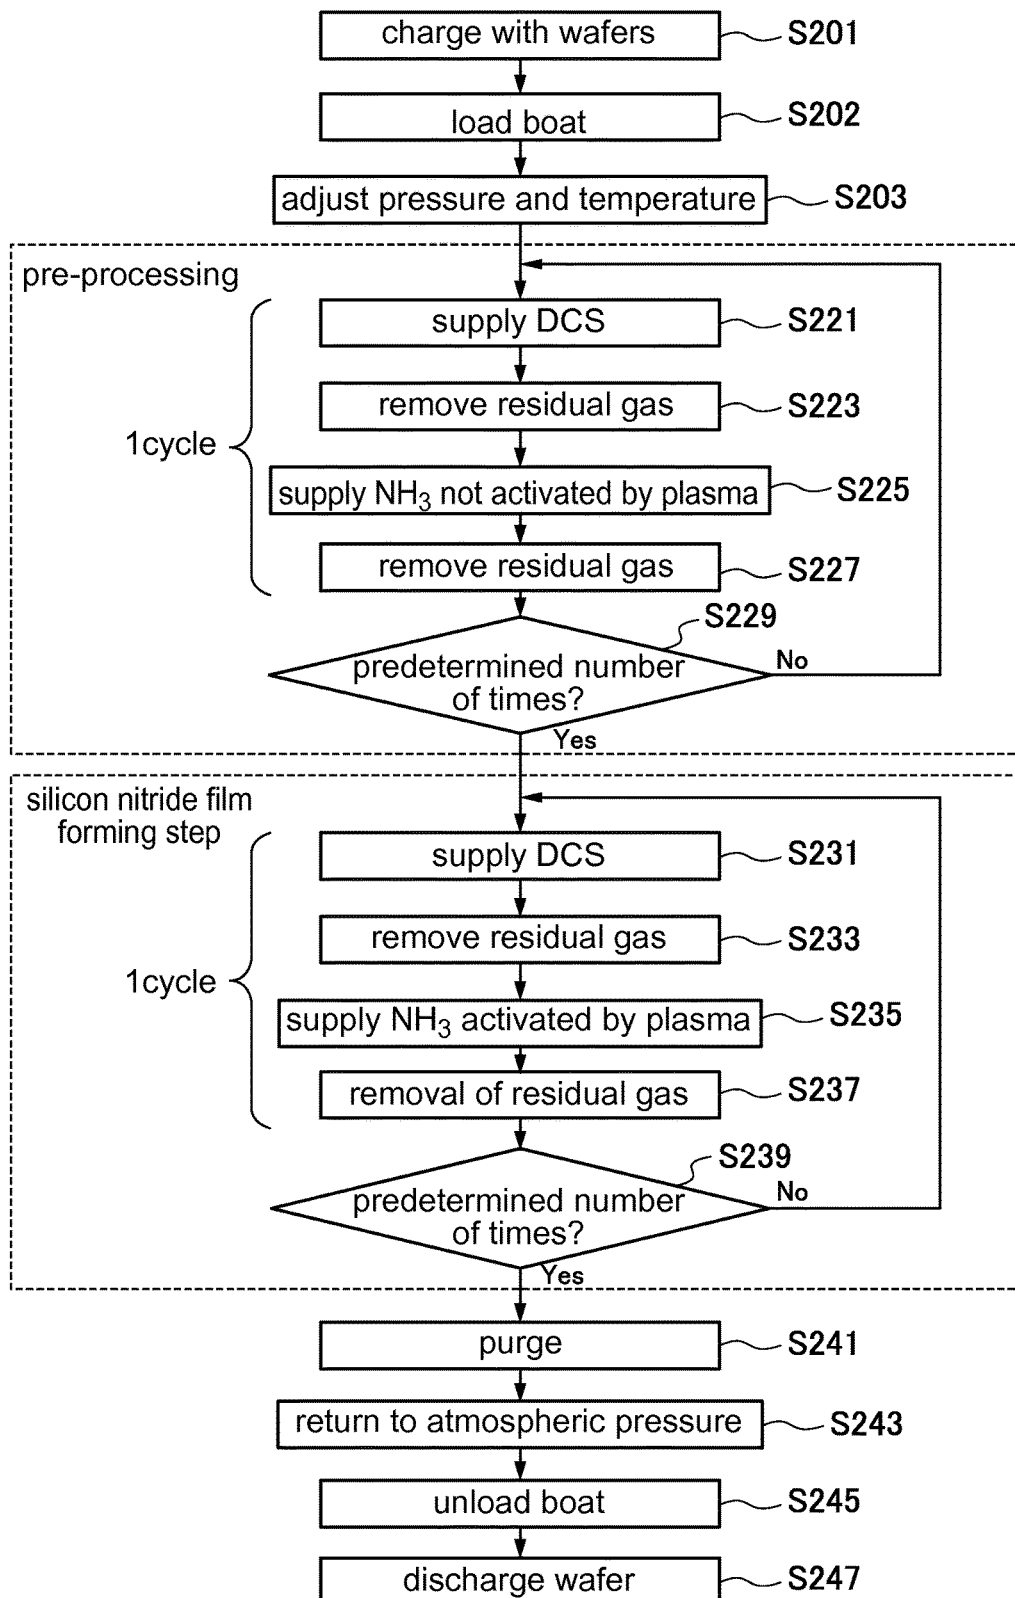 charge with wafers S201
load boat S202
adjust pressure and temperature S203
pre-processing
supply DCS S221
remove residual gas S223
1cycle
supply NH3 not activated by plasma S225
remove residual gas S227
S229
predetermined number
of times?
No
Yes
silicon nitride film
forming step
supply DCS S231
remove residual gas S233
1cycle
supply NH3 activated by plasma S235
removal of residual gas S237
S239
predetermined number
of times?
No
Yes
purge S241
return to atmospheric pressure S243
unload boat S245
discharge wafer S247